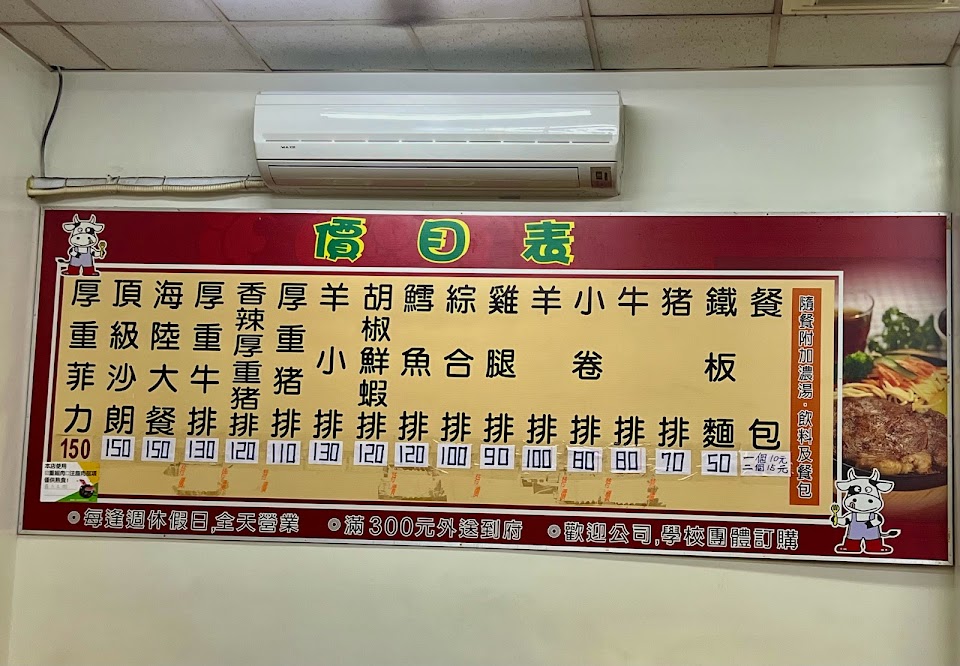 價目表
厚重菲力 150
頂級沙朗 150
海陸大餐 150
厚重牛排 130
香辣厚重豬排 120
厚重豬排 110
羊小排 130
胡椒鮮蝦排 120
鱈魚排 120
綜合排 100
雞腿排 90
羊排 100
小卷排 80
牛排 80
豬排 70
鐵板麵 50
餐包 一個10元 二個15元
隨餐附加濃湯·飲料及餐包
本店使用
◎每逢週休假日,全天營業
◎滿300元外送到府
◎歡迎公司,學校團體訂購